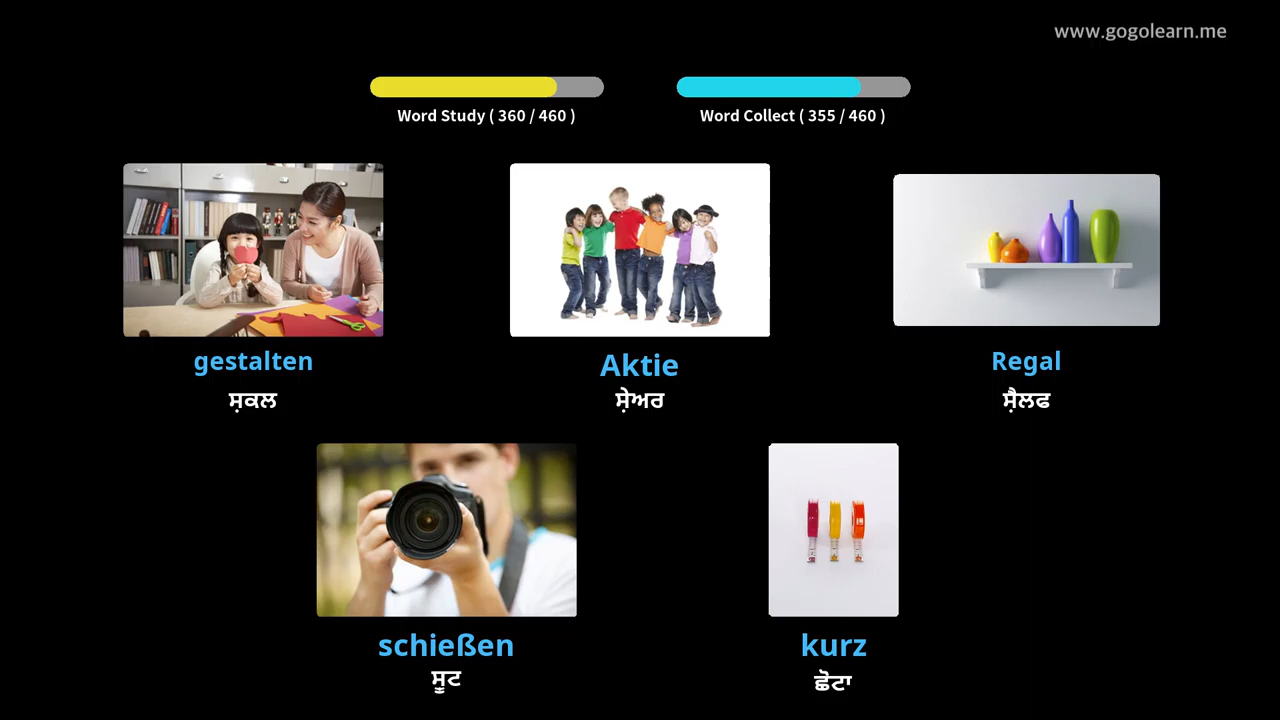 www.gogolearn.me
Word Study ( 360 / 460 )
Word Collect ( 355 / 460 )
gestalten
ਸ਼ਕਲ
Aktie
ਸ਼ੇਅਰ
Regal
ਸ਼ੈਲਫ
schießen
ਸ਼ੂਟ
kurz
ਛੋਟਾ